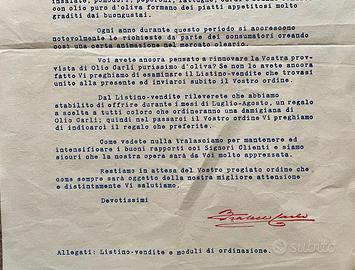 insalate, pomodori, peperoni,
con olio puro d'oliva formano dei piatti appetitosi molto
graditi dai buongustai.
Ogni anno durante questo periodo si accrescono
notevolmente le richieste da parte dei consumatori creando
così una certa animazione nel mercato oleario.
Voi avete ancora pensato a rinnovare la Vostra prov
vista di Olio Carli purissimo d'oliva? Se non lo avete ancora
fatto Vi preghiamo di esaminare il Listino-vendite che trovasi
unito alla presente ed inviarci subito il Vostro ordine.
Dal Listino-vendite rileverete che abbiamo
stabilito di offrire durante i mesi di Luglio-Agosto, un regalo
a scelta a tutti coloro che ordineranno una damigiana di
Olio Carli; quindi nel passarci il Vostro ordine Vi preghiamo
di indicarci il regalo che preferite.
Come vedete nulla tralasciamo per mantenere ed
intensificare i buoni rapporti coi signori Clienti e siamo
sicuri che la nostra opera sarà da Voi molto apprezzata.
Restiamo in attesa del Vostro pregiato ordine che
come sempre sarà oggetto della nostra migliore attenzione
e distintamente Vi salutiamo.
Devotissimi
Fratelli Carli
Allegati: Listino-vendite e moduli di ordinazione.
subito